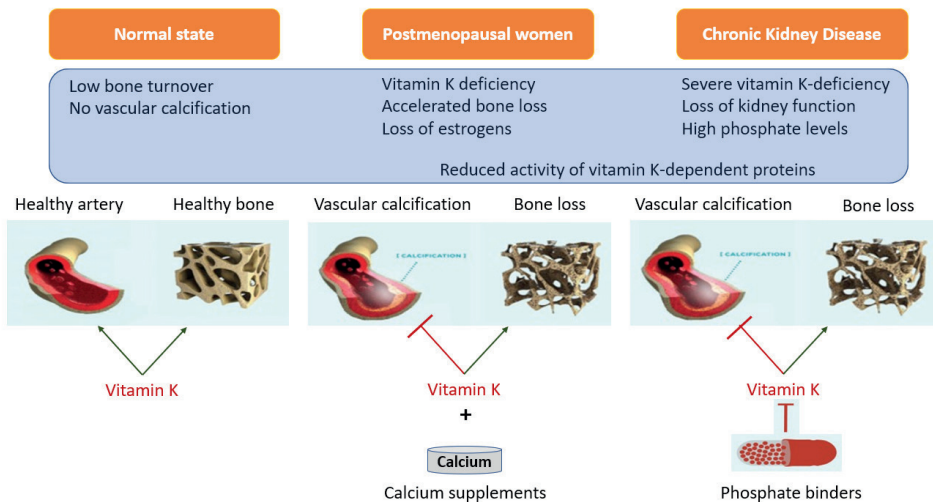 Normal state
Postmenopausal women
Chronic Kidney Disease
Low bone turnover
No vascular calcification
Vitamin K deficiency
Accelerated bone loss
Loss of estrogens
Severe vitamin K-deficiency
Loss of kidney function
High phosphate levels
Reduced activity of vitamin K-dependent proteins
Healthy artery
Healthy bone
Vascular calcification
Bone loss
Vascular calcification
Bone loss
[ CALCIFICATION ]
[ CALCIFICATION ]
Vitamin K
Vitamin K
Vitamin K
+
Calcium
Calcium supplements
Phosphate binders